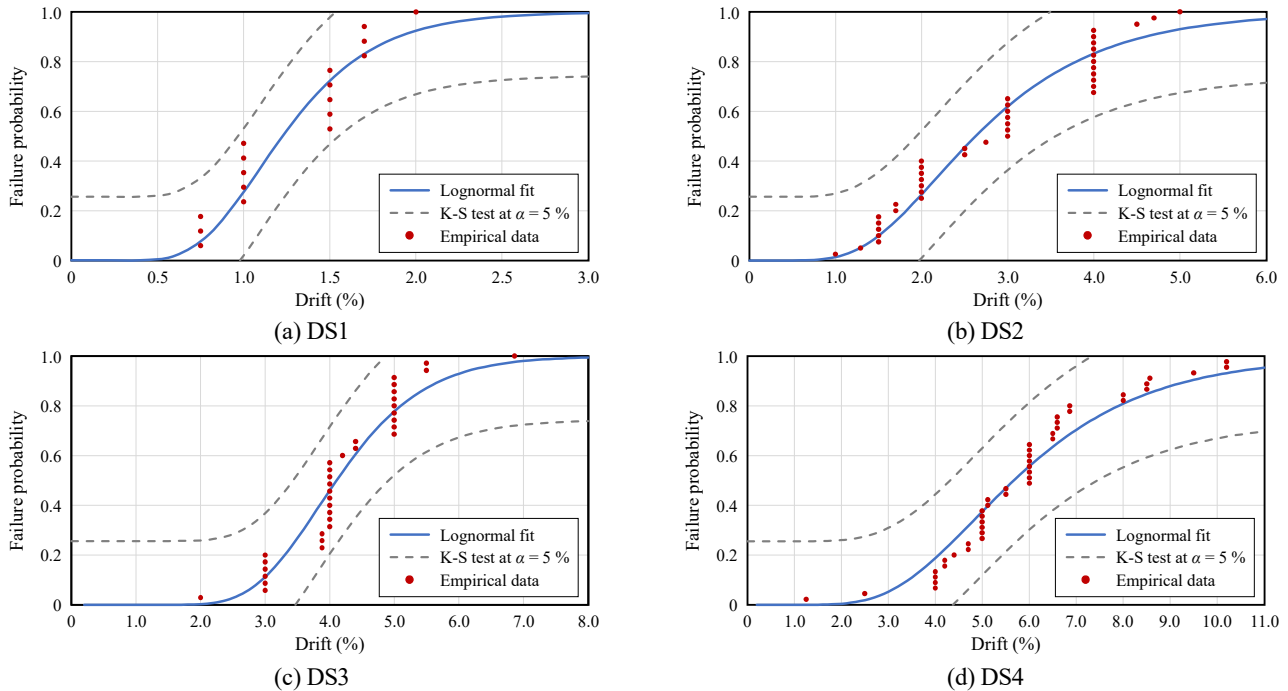 Failure probability
1.0
0.8
0.6
0.4
0.2
0
0
0.5
1.0
1.5
2.0
2.5
3.0
Drift (%)
Lognormal fit
K-S test at α = 5 %
Empirical data
(a) DS1
Failure probability
1.0
0.8
0.6
0.4
0.2
0
0
1.0
2.0
3.0
4.0
5.0
6.0
Drift (%)
Lognormal fit
K-S test at α = 5 %
Empirical data
(b) DS2
Failure probability
1.0
0.8
0.6
0.4
0.2
0
0
1.0
2.0
3.0
4.0
5.0
6.0
7.0
8.0
Drift (%)
Lognormal fit
K-S test at α = 5 %
Empirical data
(c) DS3
Failure probability
1.0
0.8
0.6
0.4
0.2
0
0
1.0
2.0
3.0
4.0
5.0
6.0
7.0
8.0
9.0
10.0
11.0
Drift (%)
Lognormal fit
K-S test at α = 5 %
Empirical data
(d) DS4